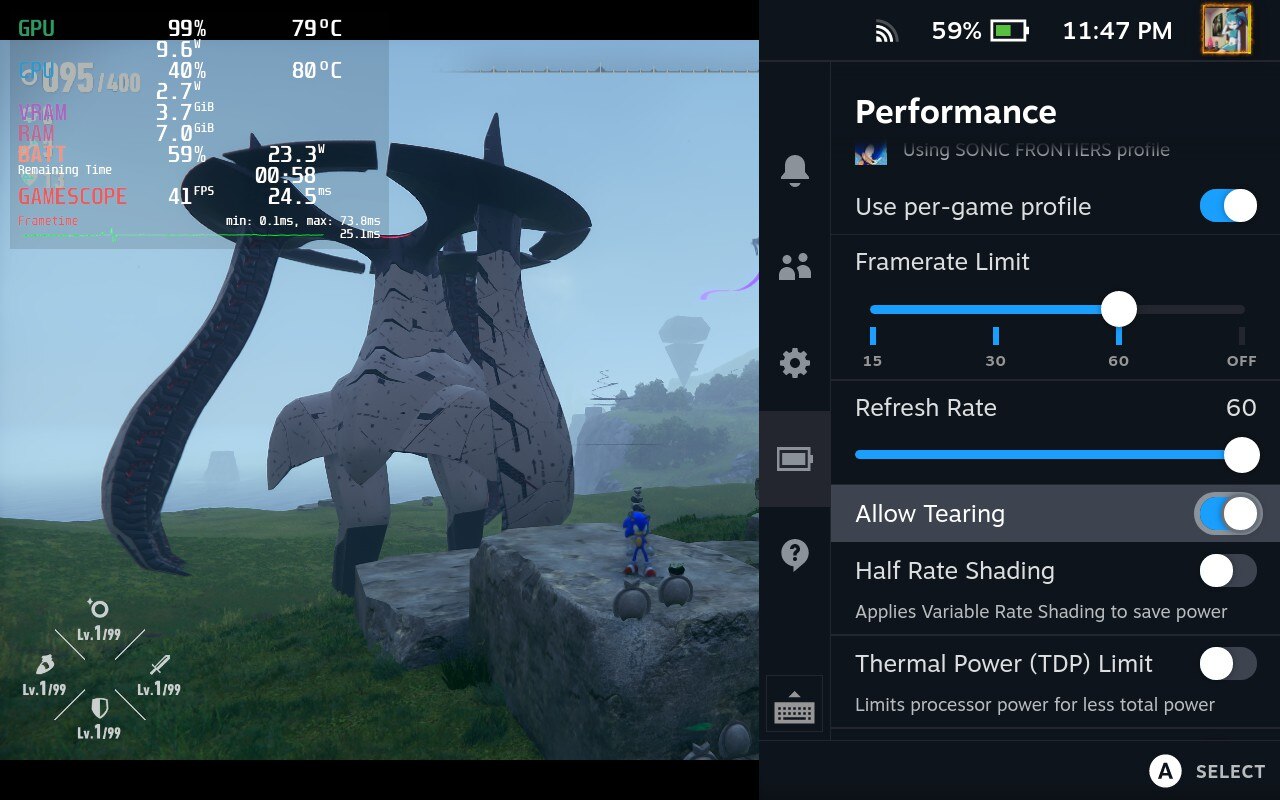 GPU 99% 79°C
9.6W
CPU 40% 80°C
095/400
2.7W
VRAM 3.7GiB
RAM 7.0GiB
BATT 59% 23.3W
Remaining Time 00:58
GAMESCOPE 41FPS 24.5ms
Frametime min: 0.1ms, max: 73.8ms
25.1ms
Lv.1/99
Lv.1/99
Lv.1/99
Lv.1/99
59% 11:47 PM
Performance
Using SONIC FRONTIERS profile
Use per-game profile
Framerate Limit
15 30 60 OFF
Refresh Rate 60
Allow Tearing
Half Rate Shading
Applies Variable Rate Shading to save power
Thermal Power (TDP) Limit
Limits processor power for less total power
A SELECT